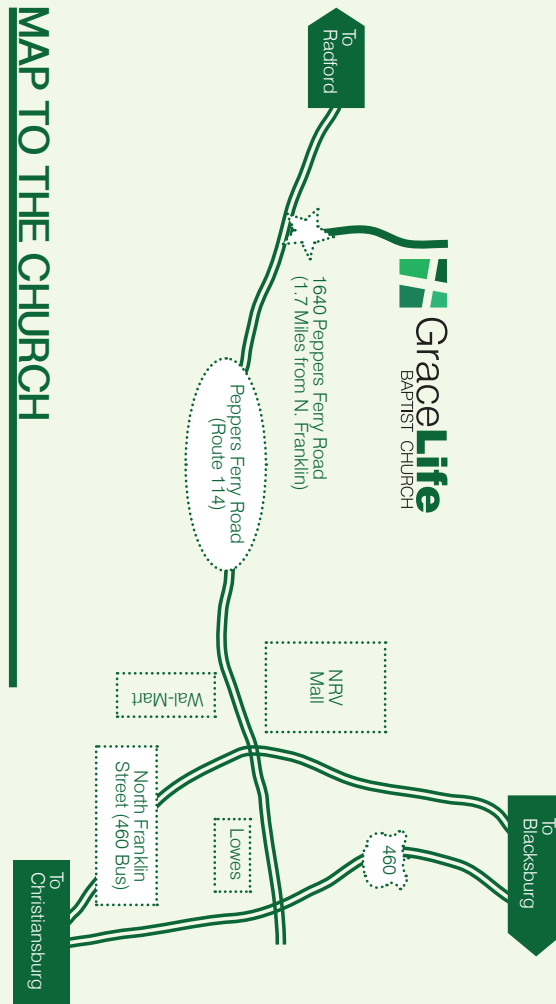 MAP TO THE CHURCH
GraceLife
BAPTIST CHURCH
To
Radford
1640 Peppers Ferry Road
(1.7 Miles from N. Franklin)
Peppers Ferry Road
(Route 114)
NRV
Mall
Wal-Mart
To
Blacksburg
460
Lowes
North Franklin
Street (460 Bus)
To
Christiansburg